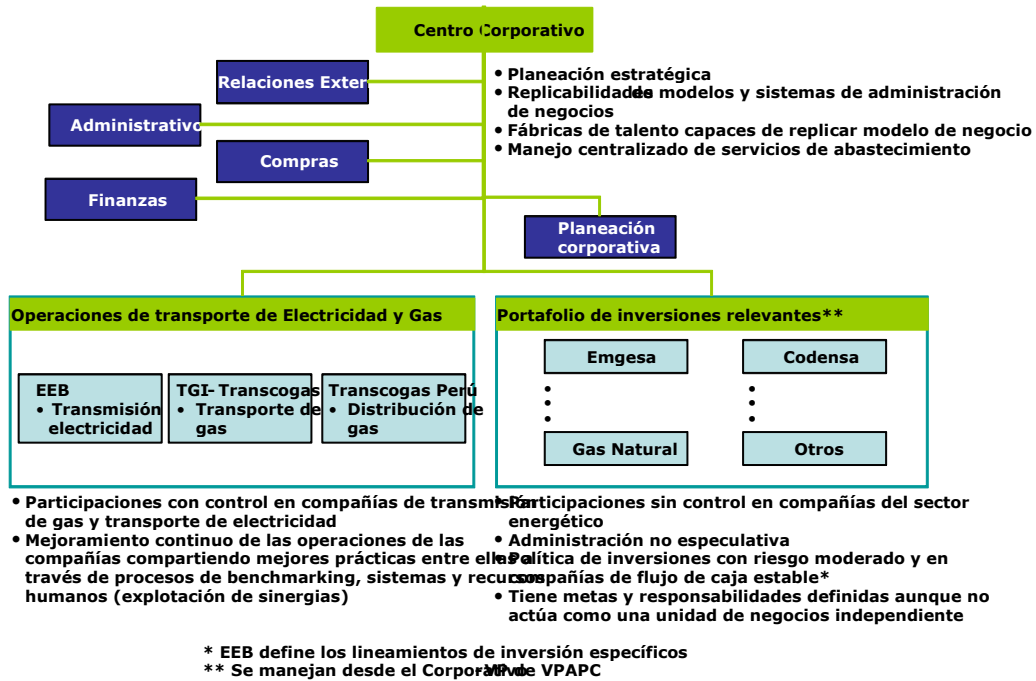 Centro Corporativo
Relaciones Exter
Administrativo
Compras
Finanzas
• Planeación estratégica
• Replicabilidad de modelos y sistemas de administración
de negocios
• Fábricas de talento capaces de replicar modelo de negocio
• Manejo centralizado de servicios de abastecimiento
Planeación
corporativa
Operaciones de transporte de Electricidad y Gas
EEB
• Transmisión
electricidad
TGI-Transcogas
• Transporte de
gas
Transcogas Perú
• Distribución de
gas
Portafolio de inversiones relevantes**
Emgesa
Codensa
Gas Natural
Otros
• Participaciones con control en compañías de transmisión
de gas y transporte de electricidad
• Mejoramiento continuo de las operaciones de las
compañías compartiendo mejores prácticas entre ellas a
través de procesos de benchmarking, sistemas y recursos
humanos (explotación de sinergias)
• Participaciones sin control en compañías del sector
energético
• Administración no especulativa
• Política de inversiones con riesgo moderado y en
compañías de flujo de caja estable*
• Tiene metas y responsabilidades definidas aunque no
actúa como una unidad de negocios independiente
* EEB define los lineamientos de inversión específicos
** Se manejan desde el Corporativo VPAPC